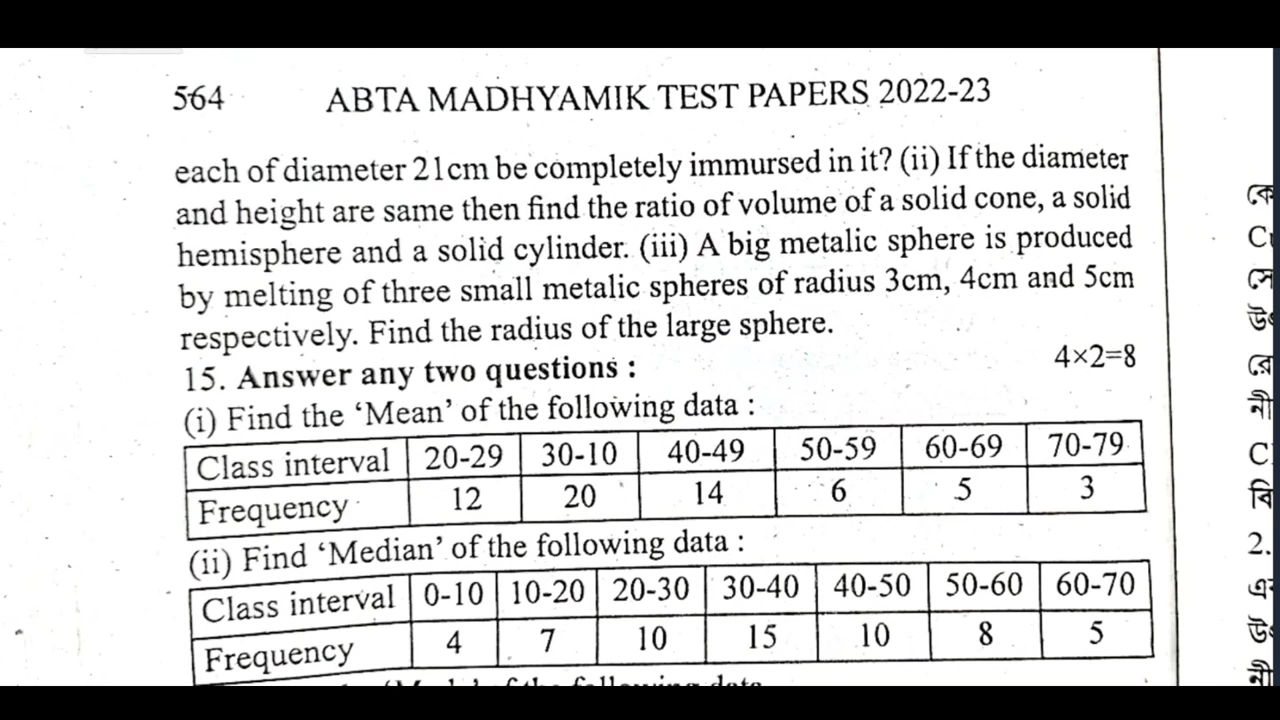 564 ABTA MADHYAMIK TEST PAPERS 2022-23
each of diameter 21cm be completely immursed in it? (ii) If the diameter
and height are same then find the ratio of volume of a solid cone, a solid
hemisphere and a solid cylinder. (iii) A big metalic sphere is produced
by melting of three small metalic spheres of radius 3cm, 4cm and 5cm
respectively. Find the radius of the large sphere.
15. Answer any two questions : 4×2=8
(i) Find the ‘Mean’ of the following data :
Class interval 20-29 30-10 40-49 50-59 60-69 70-79
Frequency 12 20 14 6 5 3
(ii) Find ‘Median’ of the following data :
Class interval 0-10 10-20 20-30 30-40 40-50 50-60 60-70
Frequency 4 7 10 15 10 8 5
of the following data
2.